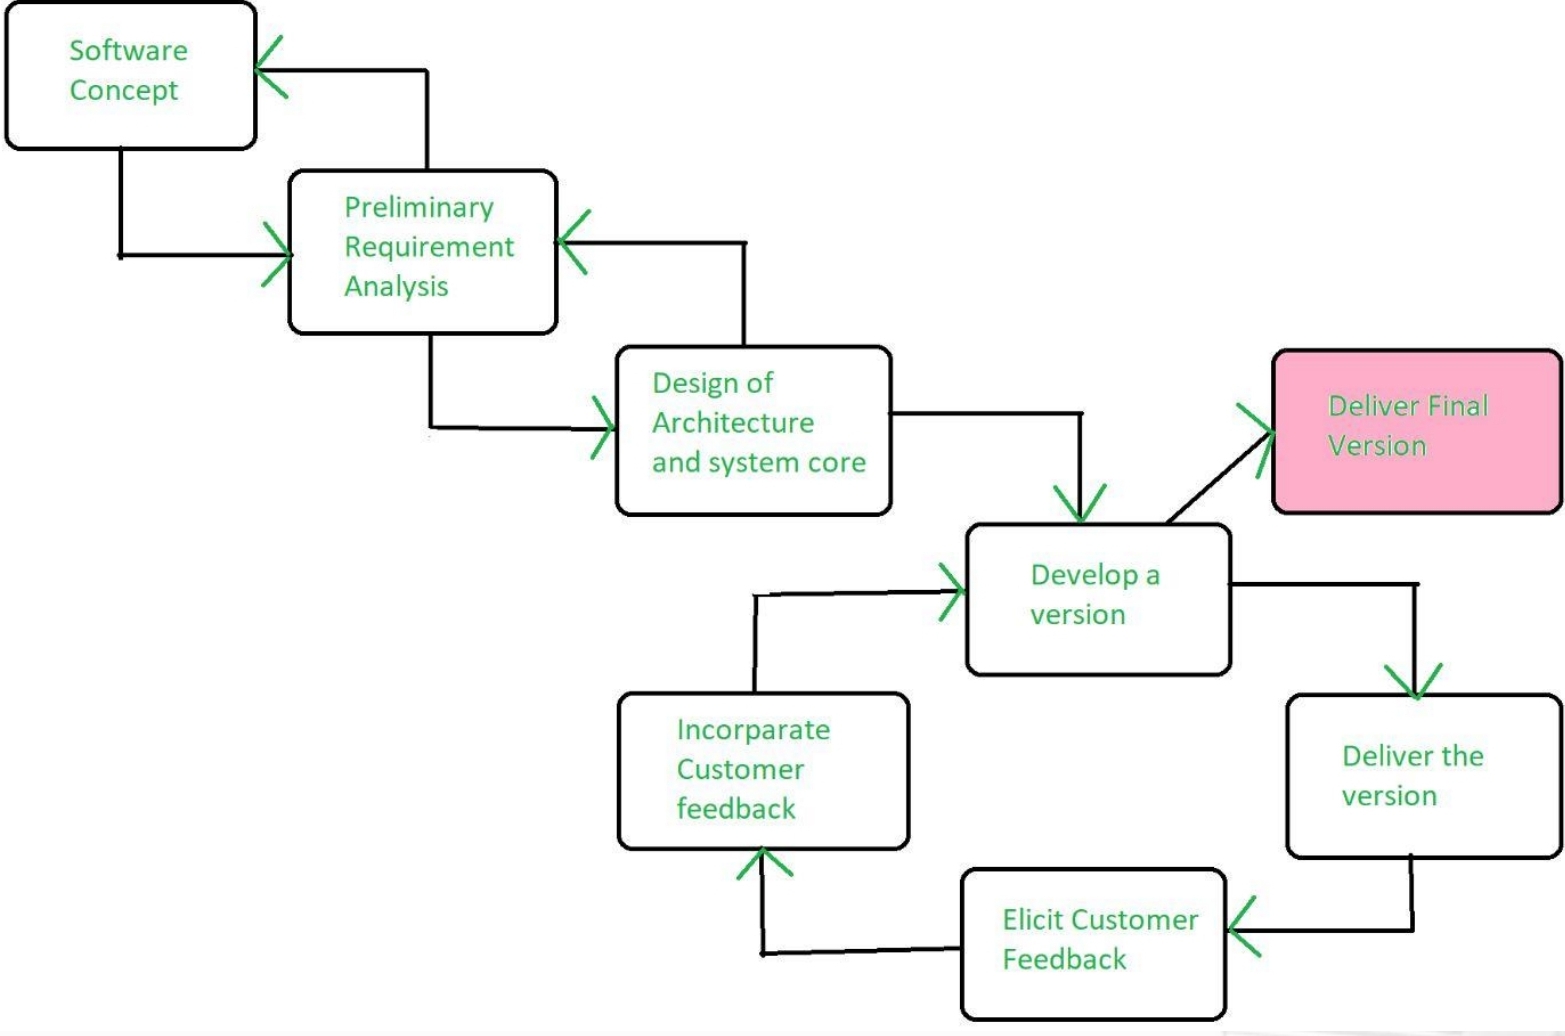 Software
Concept
Preliminary
Requirement
Analysis
Design of
Architecture
and system core
Deliver Final
Version
Develop a
version
Incorparate
Customer
feedback
Deliver the
version
Elicit Customer
Feedback